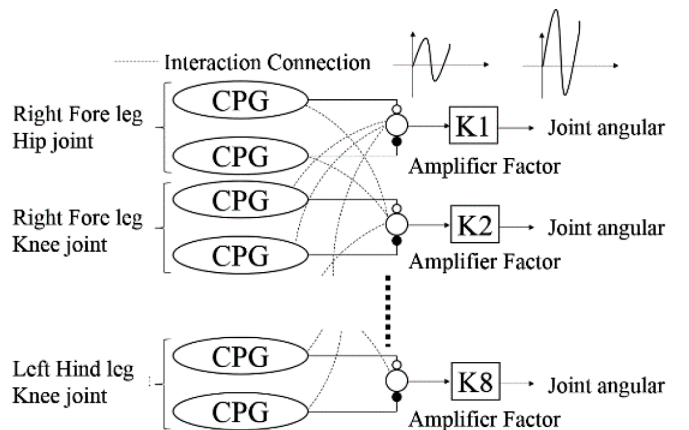 Interaction Connection
Right Fore leg
Hip joint
CPG
CPG
K1
Joint angular
Amplifier Factor
Right Fore leg
Knee joint
CPG
CPG
K2
Joint angular
Amplifier Factor
Left Hind leg
Knee joint
CPG
CPG
K8
Joint angular
Amplifier Factor